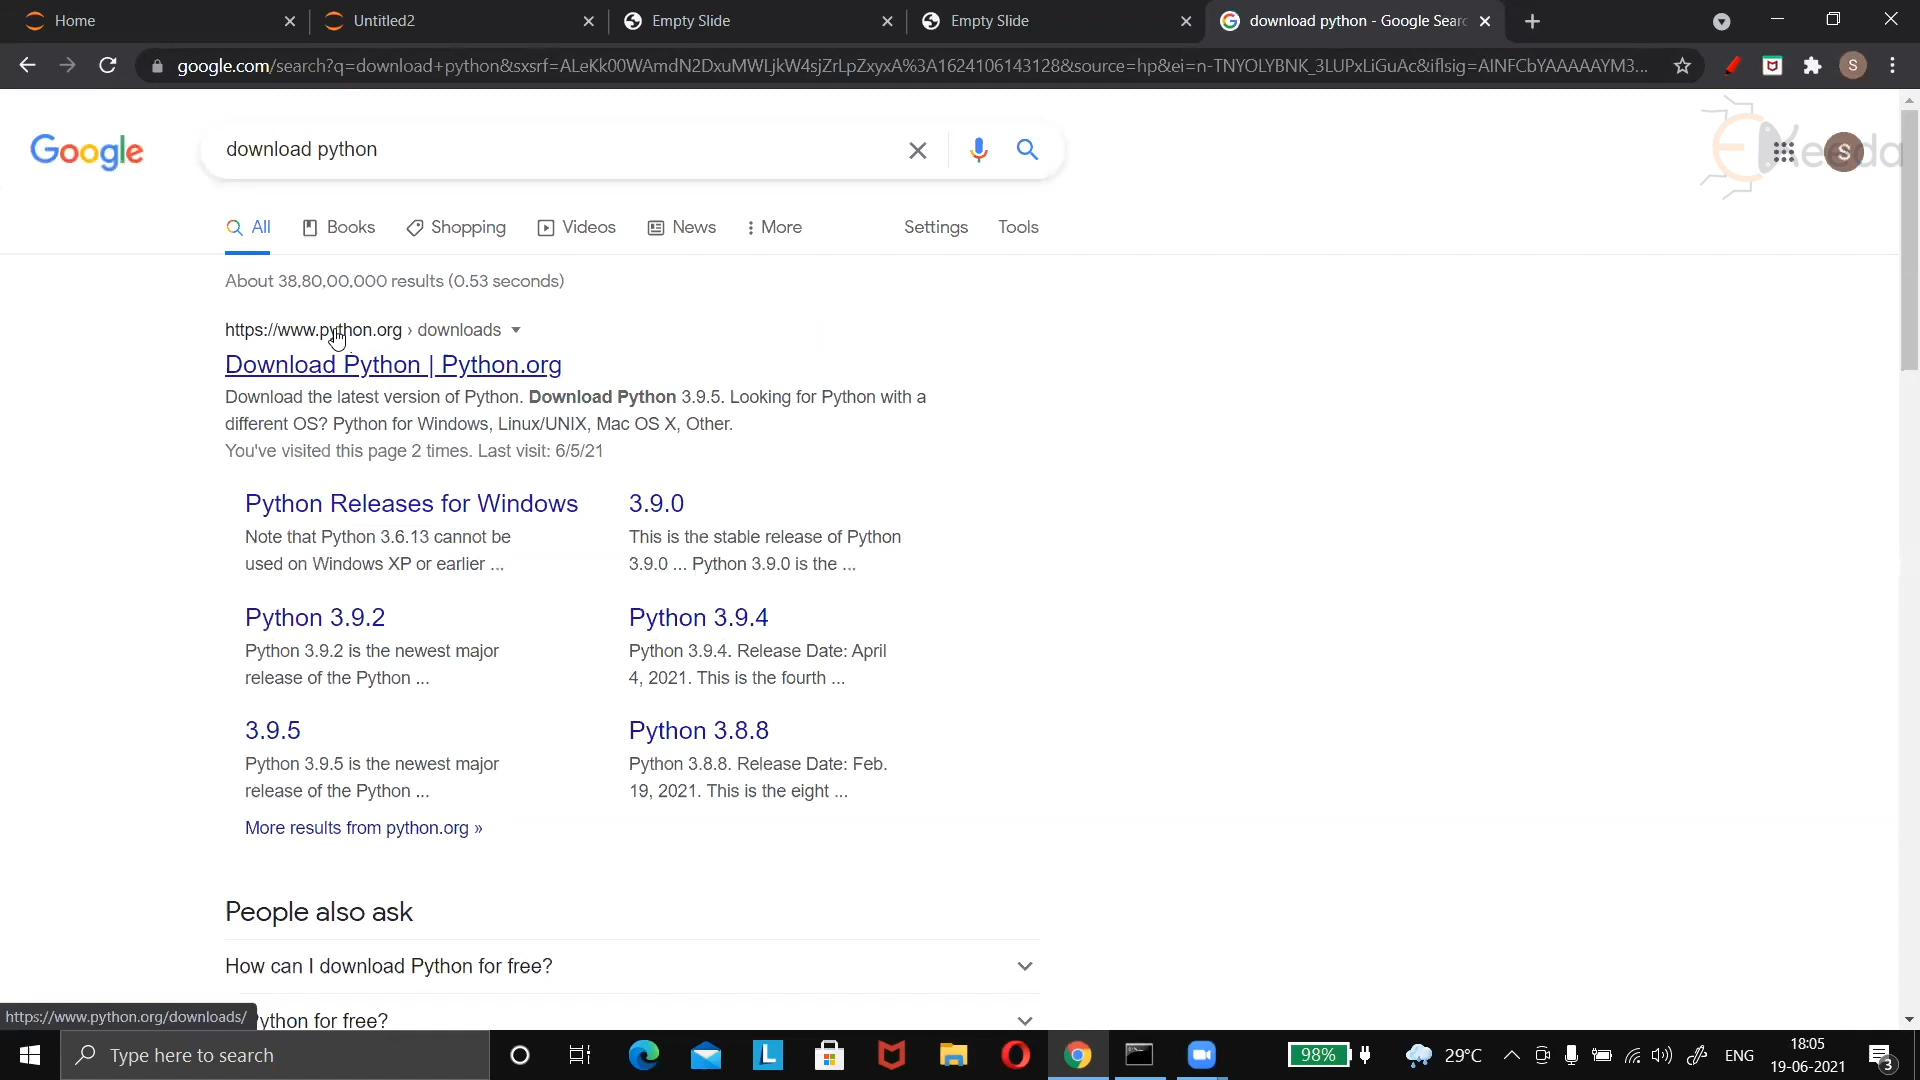 Home
Untitled2
Empty Slide
Empty Slide
download python - Google Searc
google.com/search?q=download+python&sxsrf=ALeKk00WAmdN2DxuMWLjkW4sjZrLpZxyxA%3A1624106143128&source=hp&ei=n-TNYOLYBNK_3LUPxLiGuAc&iflsig=AINFCbYAAAAAYM3...
S
Google
download python
Keeda
S
All
Books
Shopping
Videos
News
More
Settings
Tools
About 38,80,00,000 results (0.53 seconds)
https://www.python.org › downloads
Download Python | Python.org
Download the latest version of Python. Download Python 3.9.5. Looking for Python with a
different OS? Python for Windows, Linux/UNIX, Mac OS X, Other.
You've visited this page 2 times. Last visit: 6/5/21
Python Releases for Windows
Note that Python 3.6.13 cannot be
used on Windows XP or earlier ...
3.9.0
This is the stable release of Python
3.9.0 ... Python 3.9.0 is the ...
Python 3.9.2
Python 3.9.2 is the newest major
release of the Python ...
Python 3.9.4
Python 3.9.4. Release Date: April
4, 2021. This is the fourth ...
3.9.5
Python 3.9.5 is the newest major
release of the Python ...
Python 3.8.8
Python 3.8.8. Release Date: Feb.
19, 2021. This is the eight ...
More results from python.org »
People also ask
How can I download Python for free?
ython for free?
https://www.python.org/downloads/
Type here to search
L
98%
29°C
ENG
18:05
19-06-2021
3